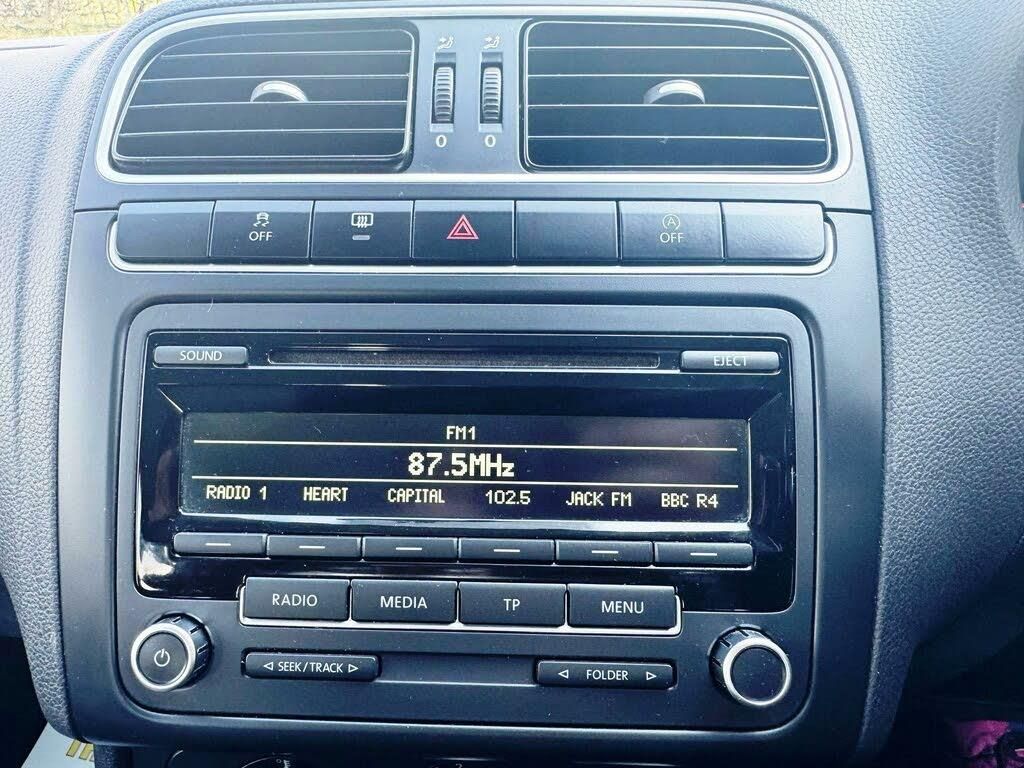 0 0
OFF
A
OFF
SOUND
EJECT
FM1
87.5MHz
RADIO 1 HEART CAPITAL 102.5 JACK FM BBC R4
RADIO MEDIA TP MENU
SEEK/TRACK
FOLDER